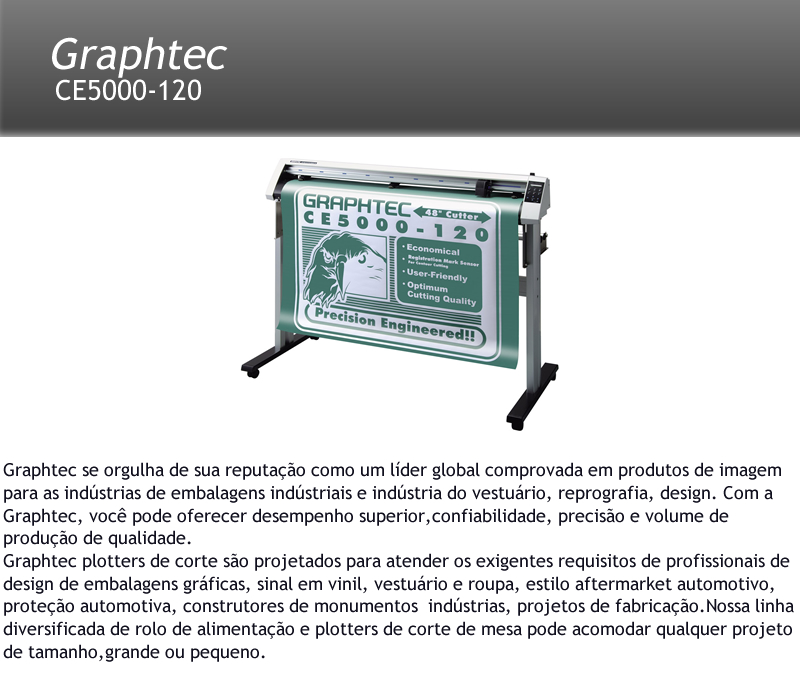 Graphtec
CE5000-120
GRAPHTEC
48" Cutter
CE5000-120
• Economical
• Registration Mark Sensor
For Contour Cutting
• User-Friendly
• Optimum
Cutting Quality
Precision Engineered!!
Graphtec se orgulha de sua reputação como um líder global comprovada em produtos de imagem
para as indústrias de embalagens indústriais e indústria do vestuário, reprografia, design. Com a
Graphtec, você pode oferecer desempenho superior,confiabilidade, precisão e volume de
produção de qualidade.
Graphtec plotters de corte são projetados para atender os exigentes requisitos de profissionais de
design de embalagens gráficas, sinal em vinil, vestuário e roupa, estilo aftermarket automotivo,
proteção automotiva, construtores de monumentos  indústrias, projetos de fabricação.Nossa linha
diversificada de rolo de alimentação e plotters de corte de mesa pode acomodar qualquer projeto
de tamanho,grande ou pequeno.